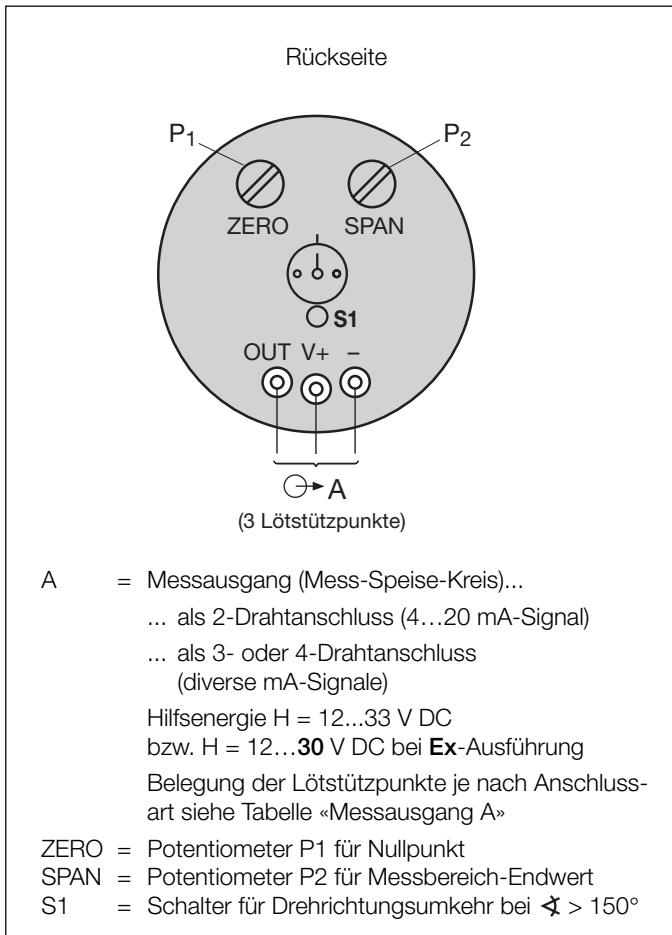 Rückseite
P1 P2
ZERO SPAN
S1
OUT V+ –
A
(3 Lötstützpunkte)
A = Messausgang (Mess-Speise-Kreis)...
... als 2-Drahtanschluss (4…20 mA-Signal)
... als 3- oder 4-Drahtanschluss
(diverse mA-Signale)
Hilfsenergie H = 12...33 V DC
bzw. H = 12…30 V DC bei Ex-Ausführung
Belegung der Lötstützpunkte je nach Anschluss-
art siehe Tabelle «Messausgang A»
ZERO = Potentiometer P1 für Nullpunkt
SPAN = Potentiometer P2 für Messbereich-Endwert
S1 = Schalter für Drehrichtungsumkehr bei ∢ > 150°